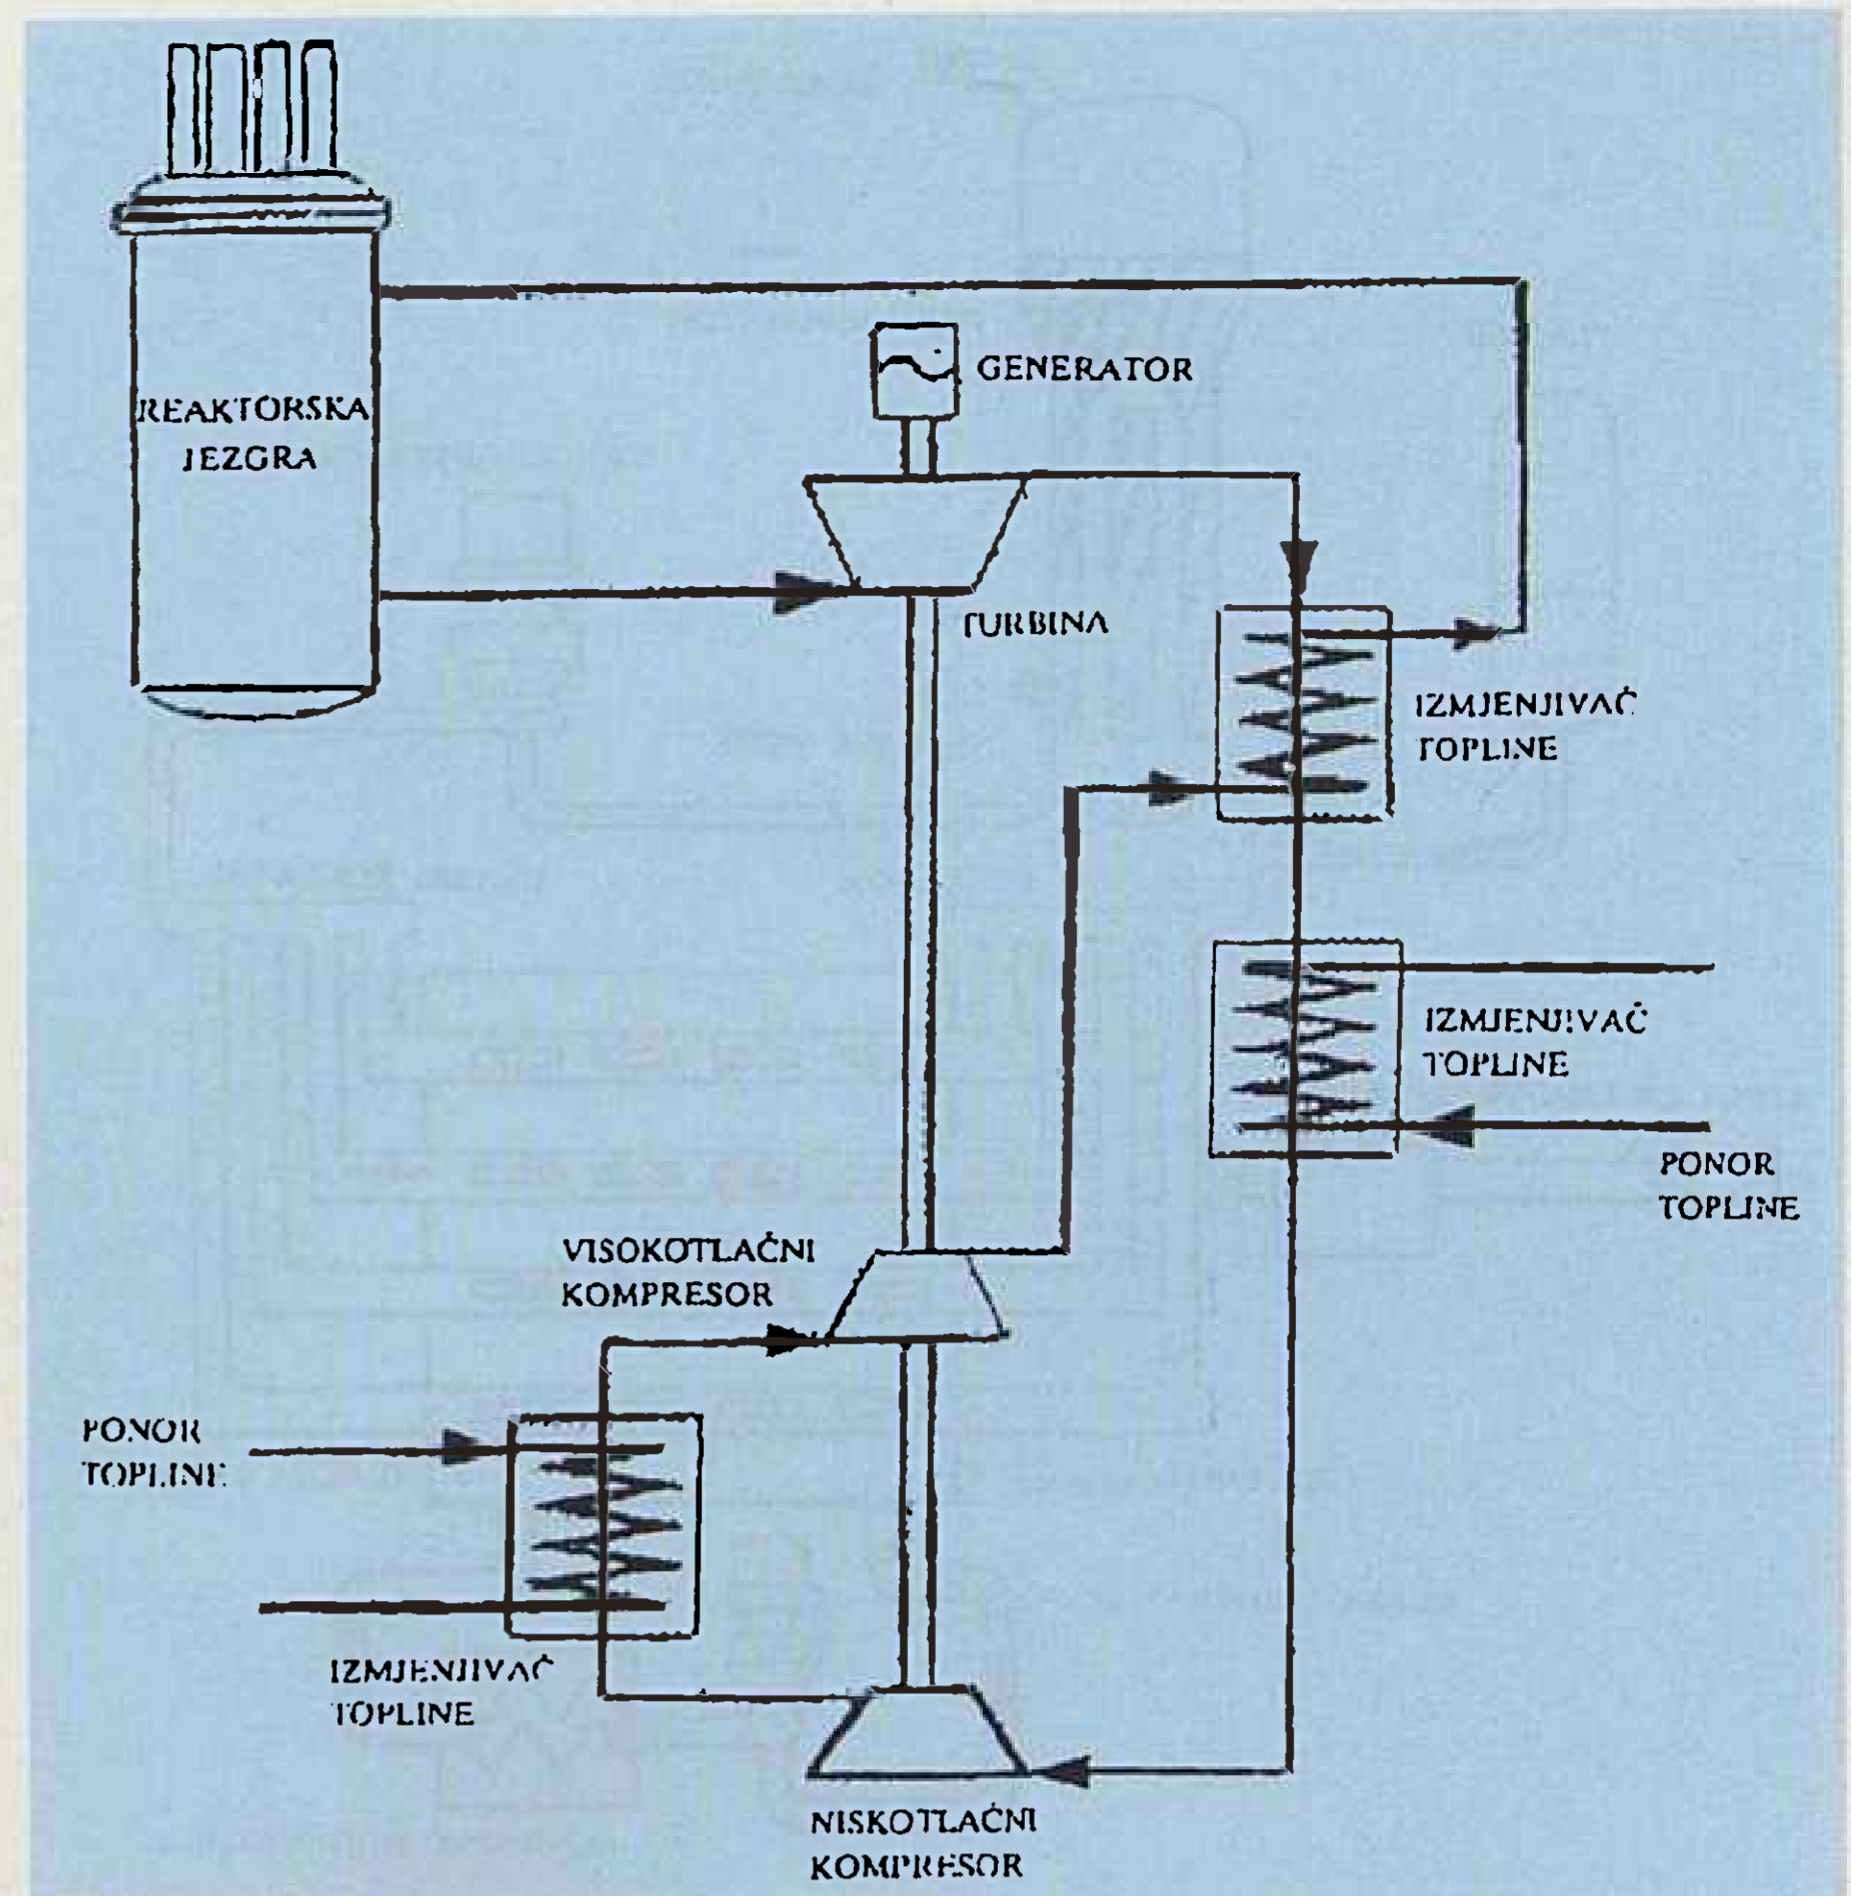 REAKTORSKA
JEZGRA
GENERATOR
TURBINA
IZMJENJIVAČ
TOPLINE
IZMJENJIVAČ
TOPLINE
PONOR
TOPLINE
VISOKOTLAČNI
KOMPRESOR
PONOR
TOPLINE
IZMJENJIVAČ
TOPLINE
NISKOTLAČNI
KOMPRESOR